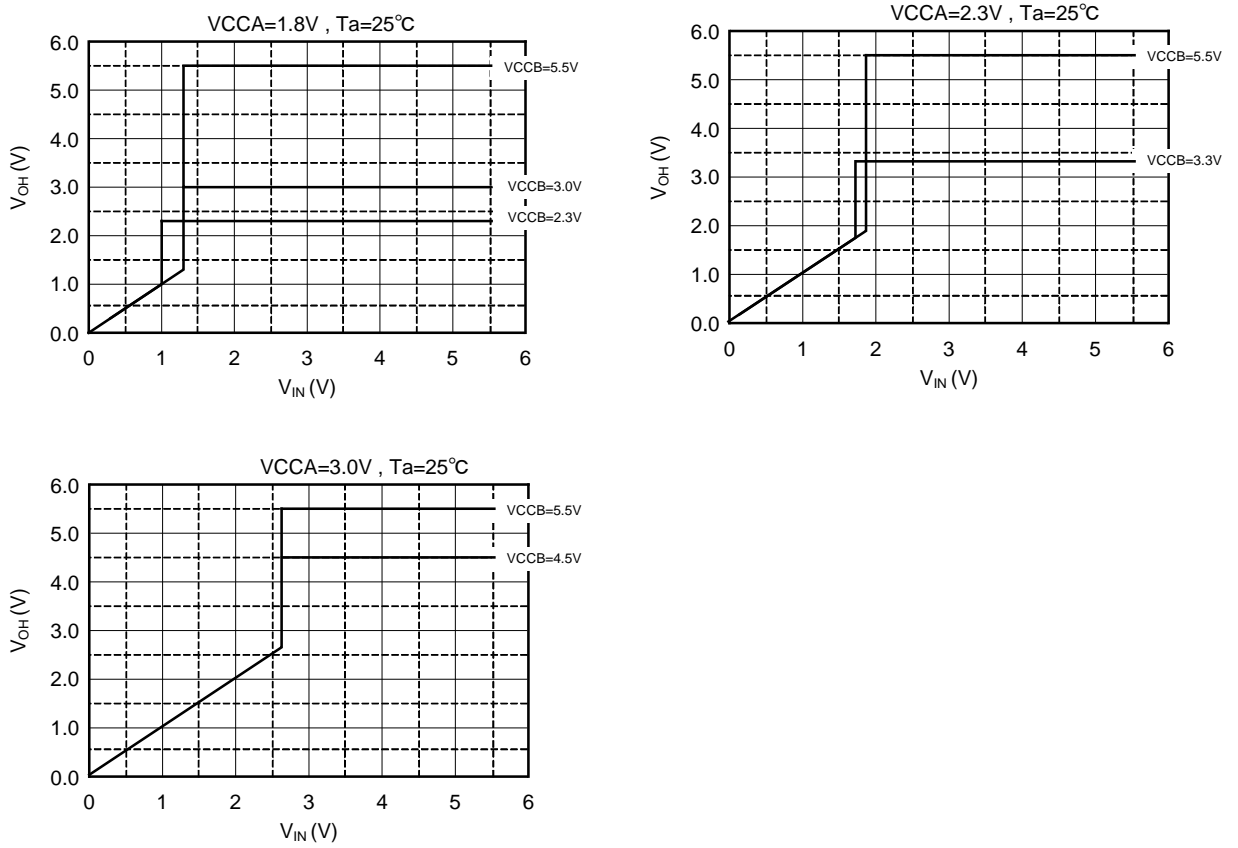 VCCA=1.8V , Ta=25℃
6.0
5.0
4.0
3.0
2.0
1.0
0.0
VOH (V)
VCCB=5.5V
VCCB=3.0V
VCCB=2.3V
0 1 2 3 4 5 6
VIN (V)
VCCA=2.3V , Ta=25℃
6.0
5.0
4.0
3.0
2.0
1.0
0.0
VOH (V)
VCCB=5.5V
VCCB=3.3V
0 1 2 3 4 5 6
VIN (V)
VCCA=3.0V , Ta=25℃
6.0
5.0
4.0
3.0
2.0
1.0
0.0
VOH (V)
VCCB=5.5V
VCCB=4.5V
0 1 2 3 4 5 6
VIN (V)